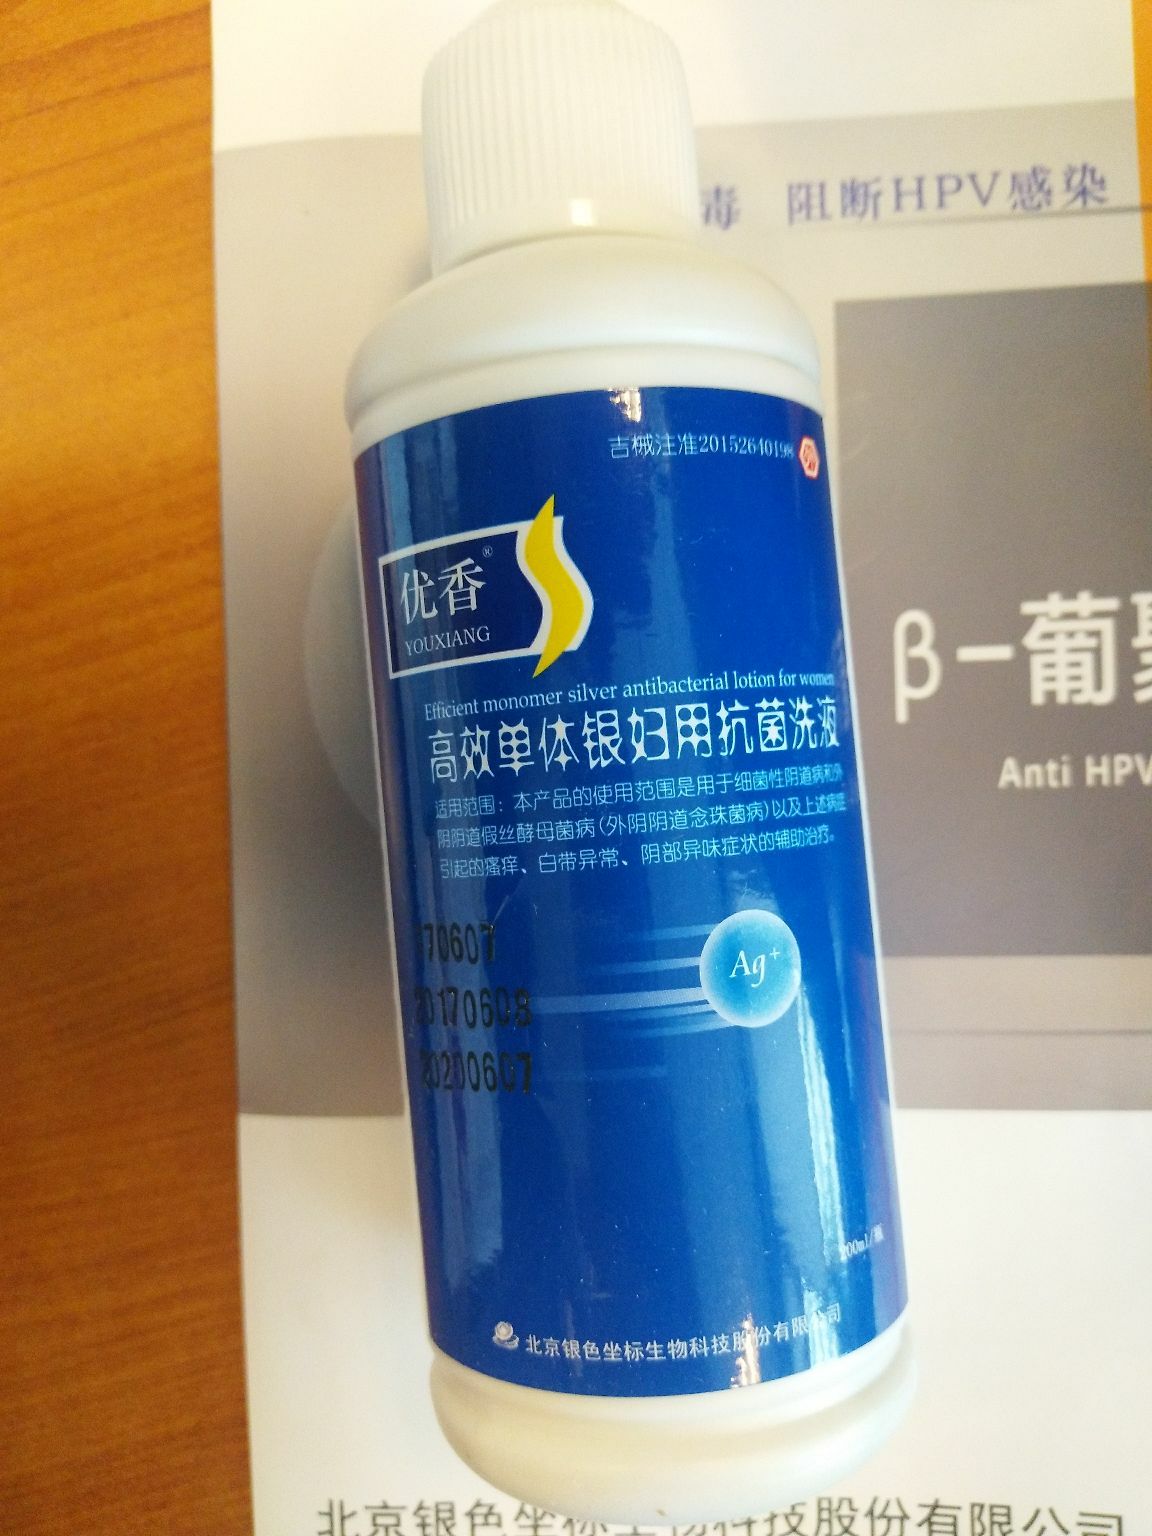 毒 阻断HPV感染
吉械注准20152640198
优香®
YOUXIANG
Efficient monomer silver antibacterial lotion for women
高效单体银妇用抗菌洗液
适用范围：本产品的使用范围是用于细菌性阴道病和外
阴阴道假丝酵母菌病(外阴阴道念珠菌病)以及上述病症
引起的瘙痒、白带异常、阴部异味症状的辅助治疗。
70607
20170608
20200607
Ag+
200ml/瓶
北京银色坐标生物科技股份有限公司
β-葡聚
Anti HPV
北京银色坐标生物科技股份有限公司